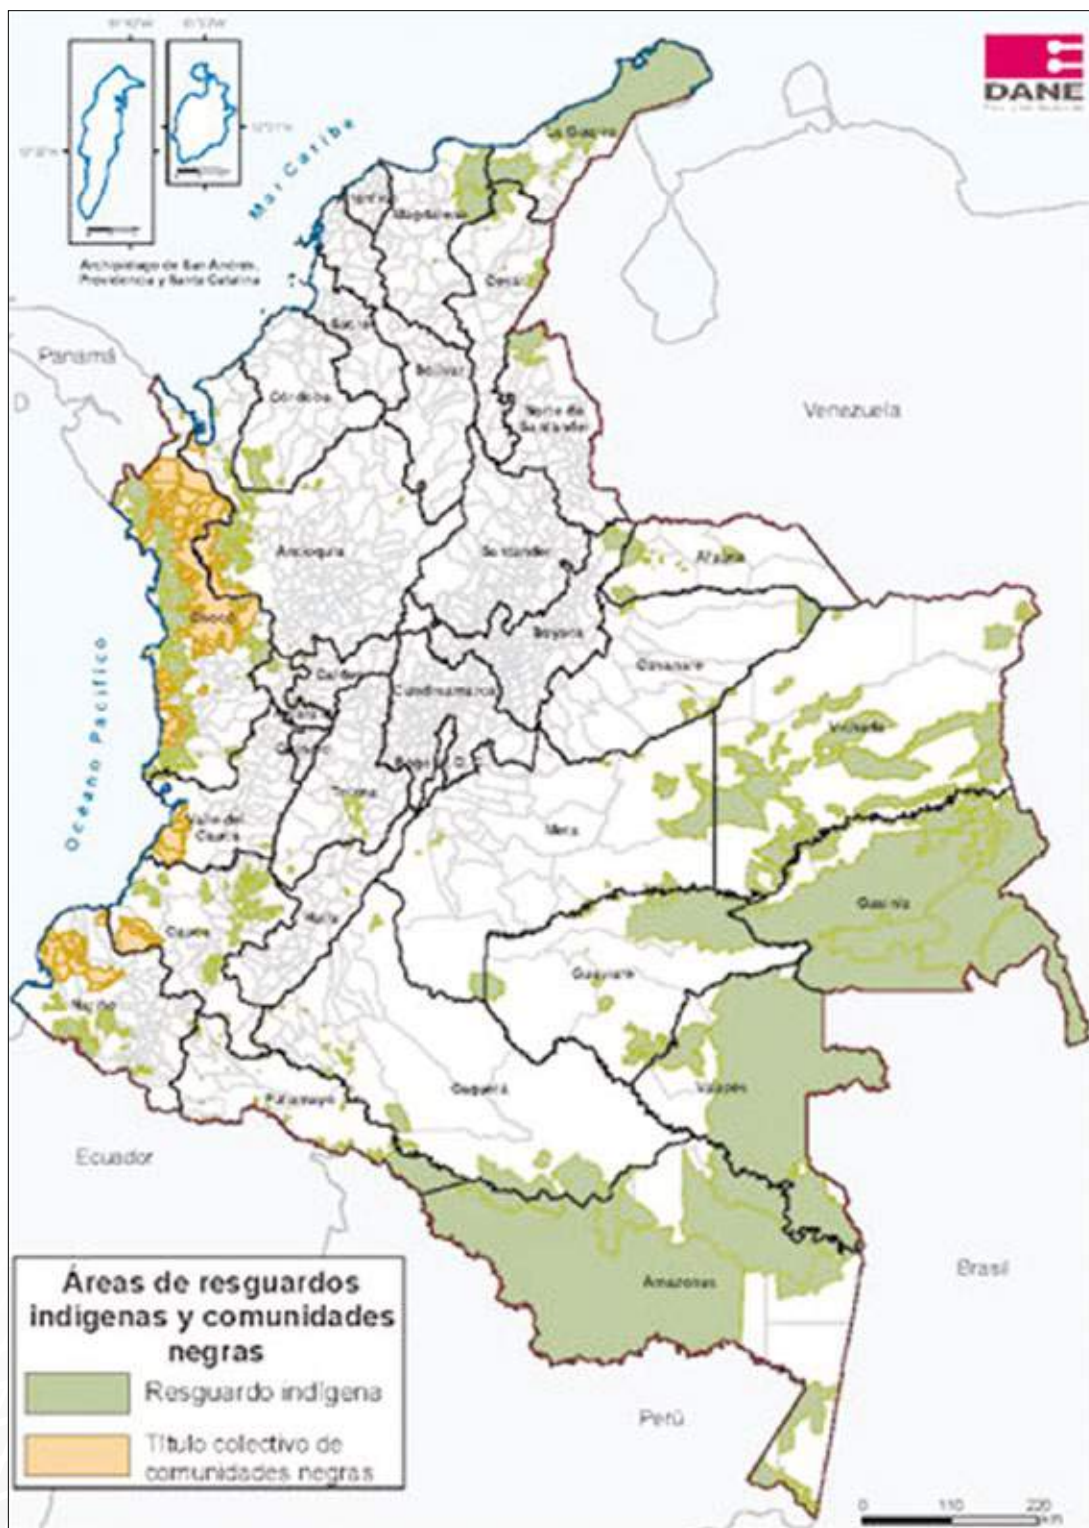 DANE
Mar Caribe
La Guajira
Magdalena
Archipiélago de San Andrés,
Providencia y Santa Catalina
Cesar
Sucre
Panamá
Bolívar
Córdoba
Norte de
Santander
Venezuela
Antioquia
Santander
Arauca
Chocó
Boyacá
Casanare
Caldas
Cundinamarca
Océano Pacífico
Vichada
Bogotá, D. C.
Tolima
Valle del
Cauca
Meta
Guainía
Huila
Cauca
Guaviare
Nariño
Vaupés
Caquetá
Putumayo
Ecuador
Amazonas
Brasil
Perú
Áreas de resguardos
indígenas y comunidades
negras
Resguardo indígena
Título colectivo de
comunidades negras
0 110 220
km